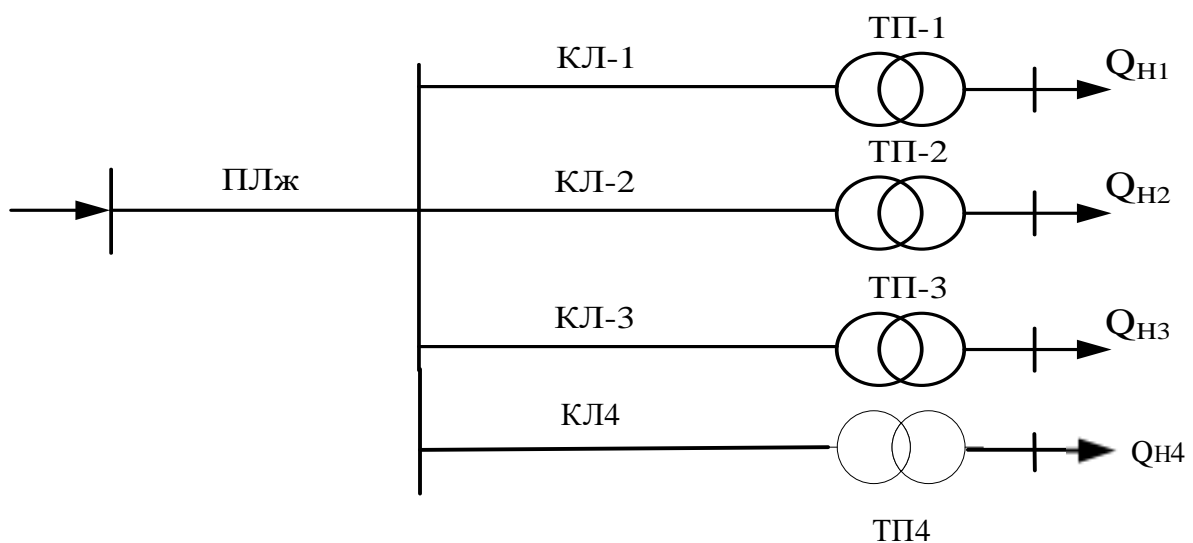 ТП-1
КЛ-1
QН1
ТП-2
ПЛж
КЛ-2
QН2
ТП-3
КЛ-3
QН3
КЛ4
QН4
ТП4